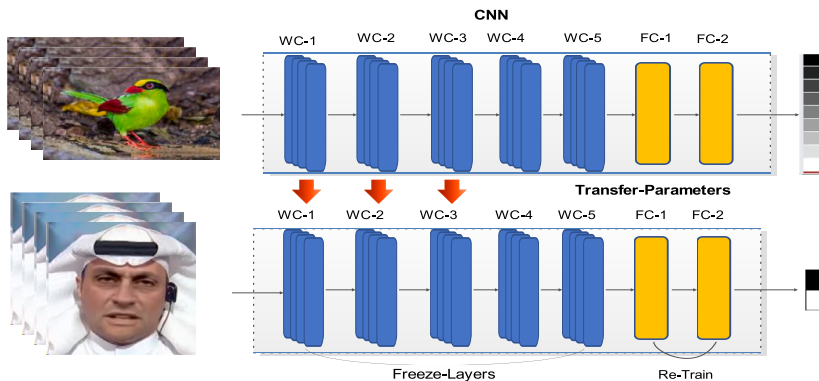 CNN
WC-1 WC-2 WC-3 WC-4 WC-5 FC-1 FC-2
Transfer-Parameters
WC-1 WC-2 WC-3 WC-4 WC-5 FC-1 FC-2
Freeze-Layers Re-Train